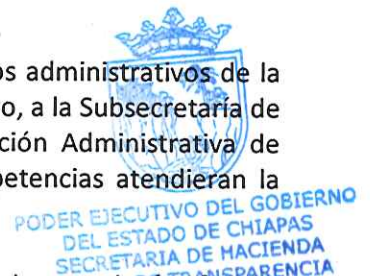 os administrativos de la
o, a la Subsecretaría de
ción Administrativa de
petencias atendieran la
PODER EJECUTIVO DEL GOBIERNO
DEL ESTADO DE CHIAPAS
SECRETARIA DE HACIENDA
TRANSPARENCIA